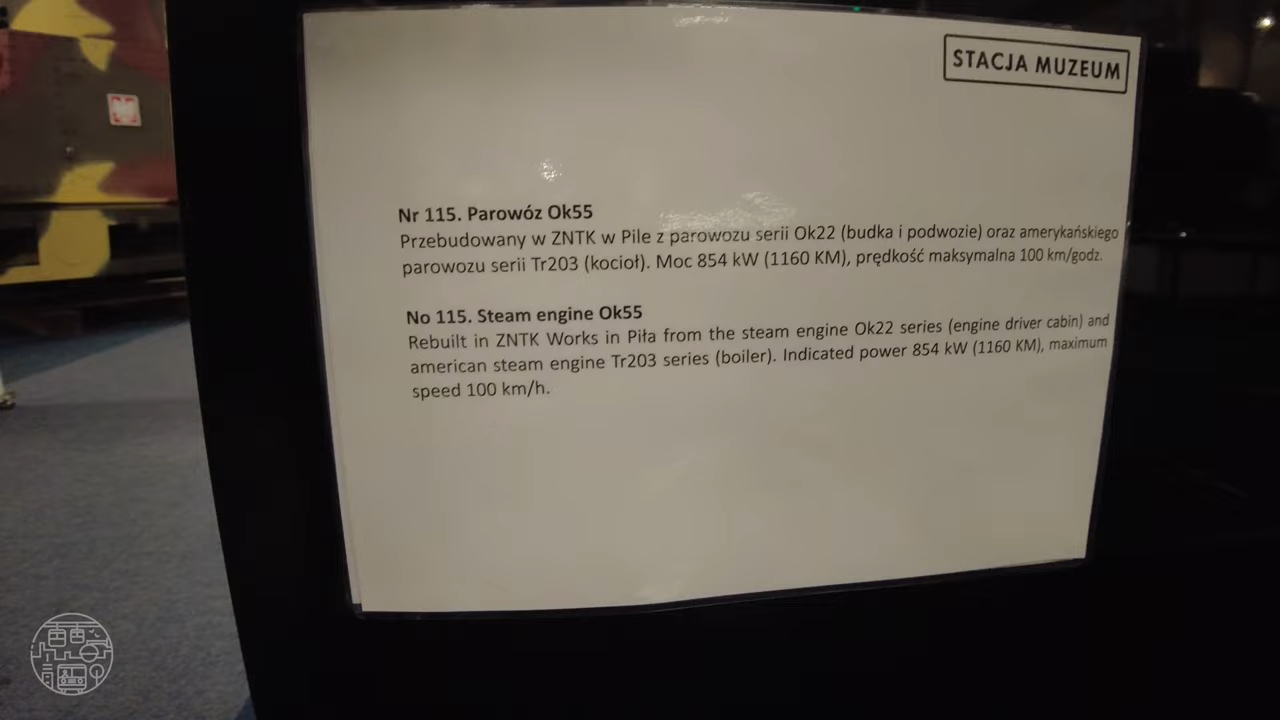 STACJA MUZEUM
Nr 115. Parowóz Ok55
Przebudowany w ZNTK w Pile z parowozu serii Ok22 (budka i podwozie) oraz amerykańskiego
parowozu serii Tr203 (kocioł). Moc 854 kW (1160 KM), prędkość maksymalna 100 km/godz.
No 115. Steam engine Ok55
Rebuilt in ZNTK Works in Piła from the steam engine Ok22 series (engine driver cabin) and
american steam engine Tr203 series (boiler). Indicated power 854 kW (1160 KM), maximum
speed 100 km/h.